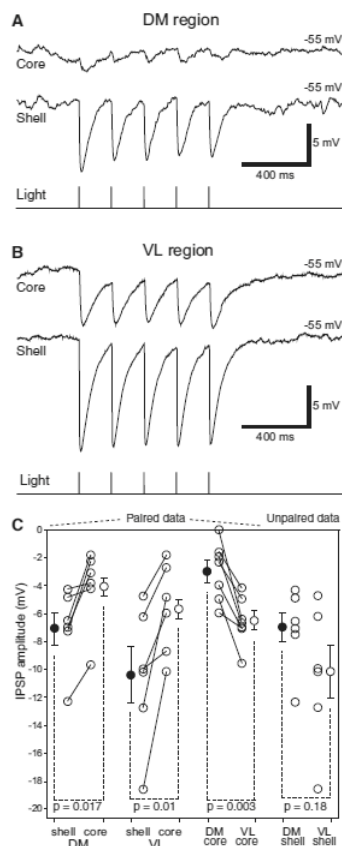 A DM region
-55 mV
Core
-55 mV
Shell
5 mV
400 ms
Light
B VL region
-55 mV
Core
-55 mV
Shell
5 mV
400 ms
Light
C Paired data Unpaired data
IPSP amplitude (mV)
0
-2
-4
-6
-8
-10
-12
-14
-16
-18
-20
p = 0.017 p = 0.01 p = 0.003 p = 0.18
shell core shell core DM VL DM VL
DM VL core core shell shell